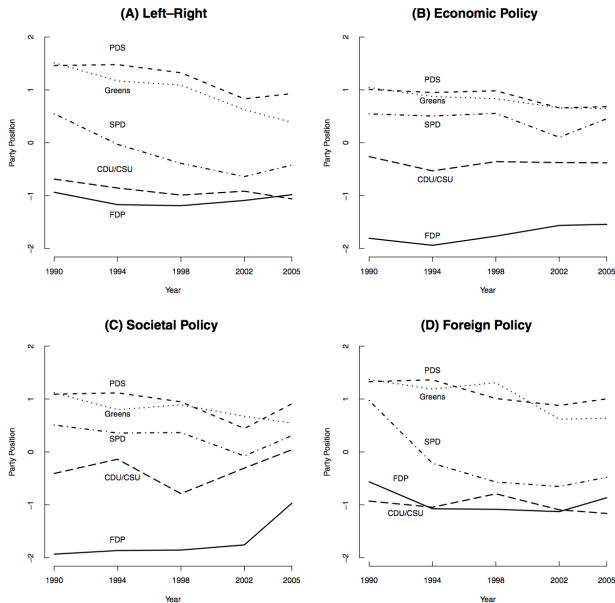 (A) Left–Right
2
1
0
-1
-2
Party Position
PDS
Greens
SPD
CDU/CSU
FDP
1990 1994 1998 2002 2005
Year
(B) Economic Policy
2
1
0
-1
-2
Party Position
PDS
Greens
SPD
CDU/CSU
FDP
1990 1994 1998 2002 2005
Year
(C) Societal Policy
2
1
0
-1
-2
Party Position
PDS
Greens
SPD
CDU/CSU
FDP
1990 1994 1998 2002 2005
Year
(D) Foreign Policy
2
1
0
-1
-2
Party Position
PDS
Greens
SPD
FDP
CDU/CSU
1990 1994 1998 2002 2005
Year